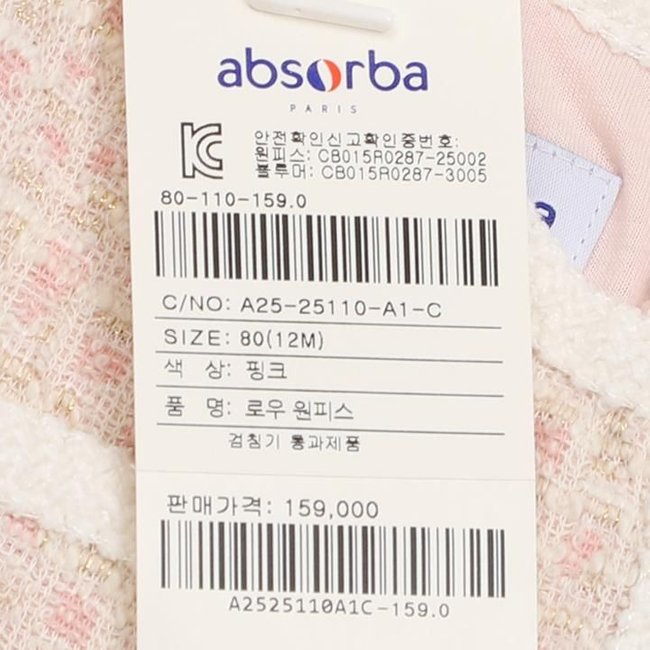 absorba
PARIS
안전확인신고확인증번호:
원피스: CB015R0287-25002
블루머: CB015R0287-3005
80-110-159.0
C/NO: A25-25110-A1-C
SIZE: 80(12M)
색 상: 핑크
품 명: 로우 원피스
검침기 통과제품
판매가격: 159,000
A2525110A1C-159.0